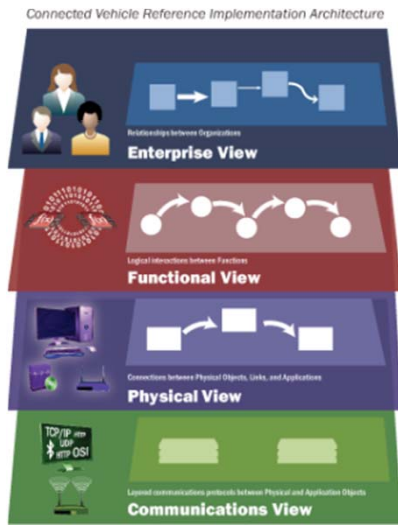 Connected Vehicle Reference Implementation Architecture
Relationships between Organizations
Enterprise View
f(x)
f(x)
Logical interactions between Functions
Functional View
Connections between Physical Objects, Links, and Applications
Physical View
TCP/IP
UDP
HTTP OSI
Layered communications protocols between Physical and Application Objects
Communications View